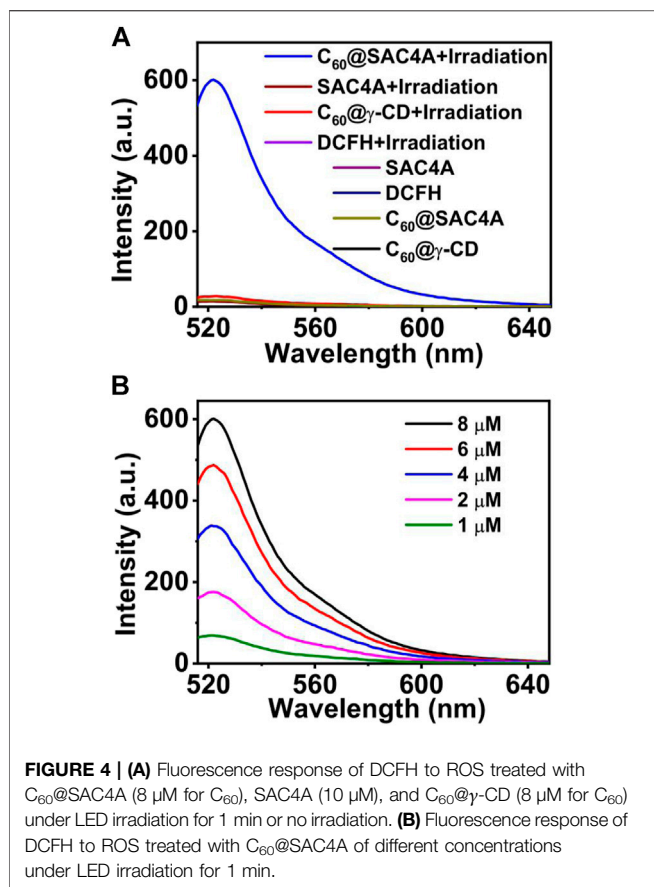 A
C₆₀@SAC4A+Irradiation
SAC4A+Irradiation
C₆₀@γ-CD+Irradiation
DCFH+Irradiation
SAC4A
DCFH
C₆₀@SAC4A
C₆₀@γ-CD
Intensity (a.u.)
600
400
200
0
520 560 600 640
Wavelength (nm)
B
8 μM
6 μM
4 μM
2 μM
1 μM
Intensity (a.u.)
600
400
200
0
520 560 600 640
Wavelength (nm)
FIGURE 4 | (A) Fluorescence response of DCFH to ROS treated with
C₆₀@SAC4A (8 μM for C₆₀), SAC4A (10 μM), and C₆₀@γ-CD (8 μM for C₆₀)
under LED irradiation for 1 min or no irradiation. (B) Fluorescence response of
DCFH to ROS treated with C₆₀@SAC4A of different concentrations
under LED irradiation for 1 min.